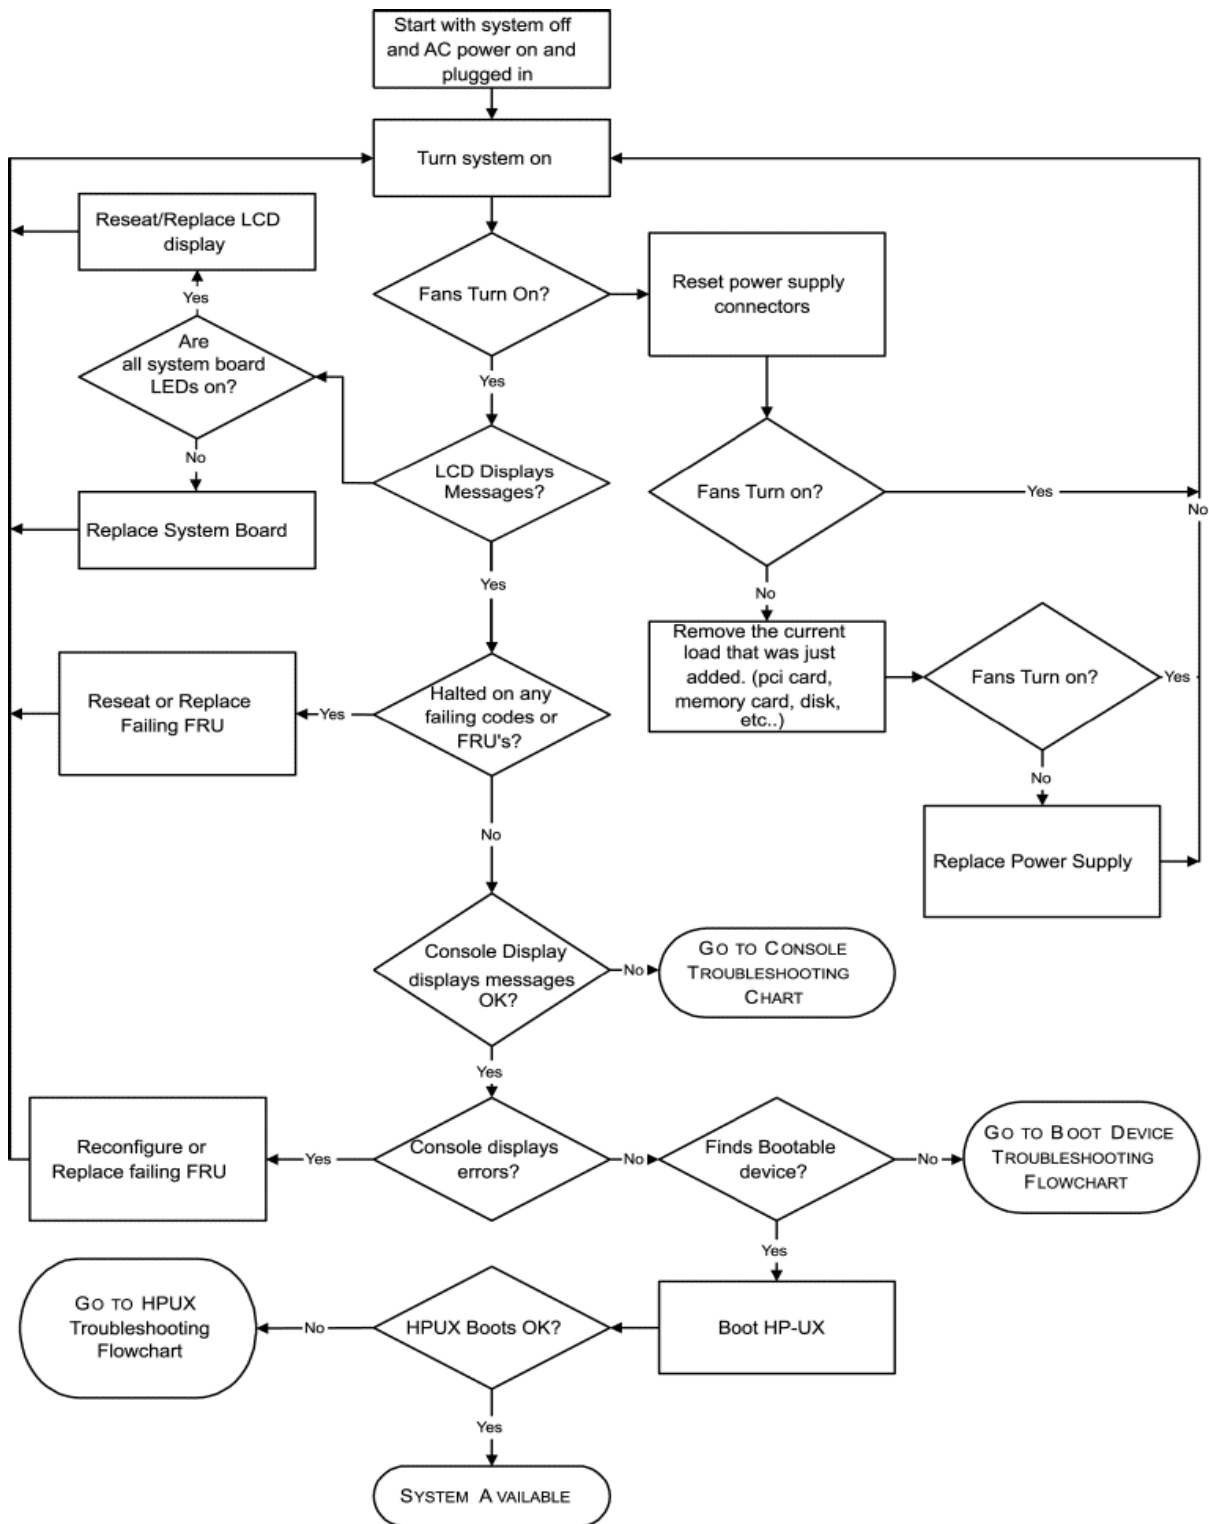 Start with system off
and AC power on and
plugged in
Turn system on
Reseat/Replace LCD
display
Fans Turn On?
Reset power supply
connectors
Yes
Are
all system board
LEDs on?
Yes
No
LCD Displays
Messages?
Fans Turn on?
Yes
No
Replace System Board
Yes
No
Remove the current
load that was just
added. (pci card,
memory card, disk,
etc..)
Fans Turn on?
Yes
Reseat or Replace
Failing FRU
Yes
Halted on any
failing codes or
FRU's?
No
No
Replace Power Supply
Console Display
displays messages
OK?
No
GO TO CONSOLE
TROUBLESHOOTING
CHART
Yes
Reconfigure or
Replace failing FRU
Yes
Console displays
errors?
No
Finds Bootable
device?
No
GO TO BOOT DEVICE
TROUBLESHOOTING
FLOWCHART
Yes
GO TO HPUX
Troubleshooting
Flowchart
No
HPUX Boots OK?
Boot HP-UX
Yes
SYSTEM A VAILABLE